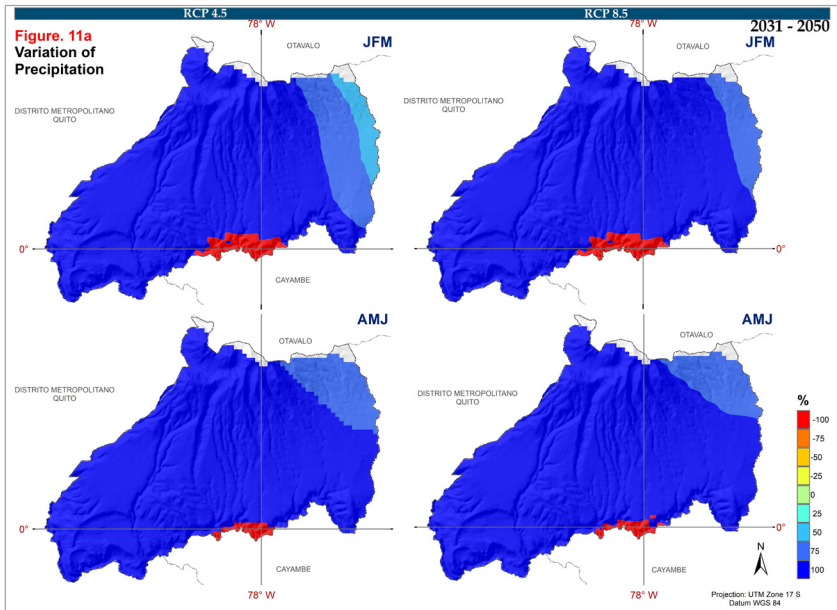 RCP 4.5
RCP 8.5
78° W
78° W
2031 - 2050
Figure. 11a
Variation of
Precipitation
OTAVALO
JFM
OTAVALO
JFM
DISTRITO METROPOLITANO
QUITO
DISTRITO METROPOLITANO
QUITO
0°
0°
CAYAMBE
CAYAMBE
AMJ
AMJ
OTAVALO
OTAVALO
DISTRITO METROPOLITANO
QUITO
DISTRITO METROPOLITANO
QUITO
%
-100
-75
-50
-25
0
25
50
75
100
0°
0°
CAYAMBE
CAYAMBE
N
78° W
78° W
Projection: UTM Zone 17 S
Datum WGS 84